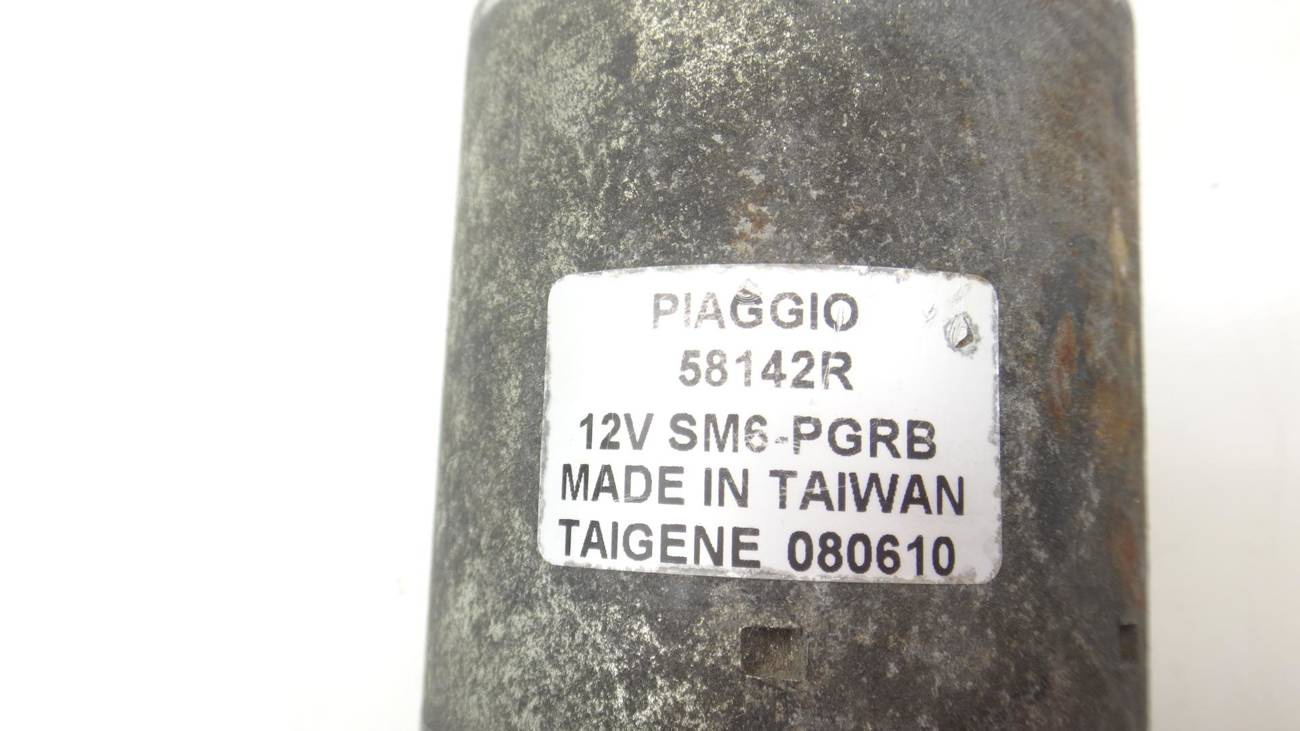 PIAGGIO
58142R
12V SM6-PGRB
MADE IN TAIWAN
TAIGENE 080610